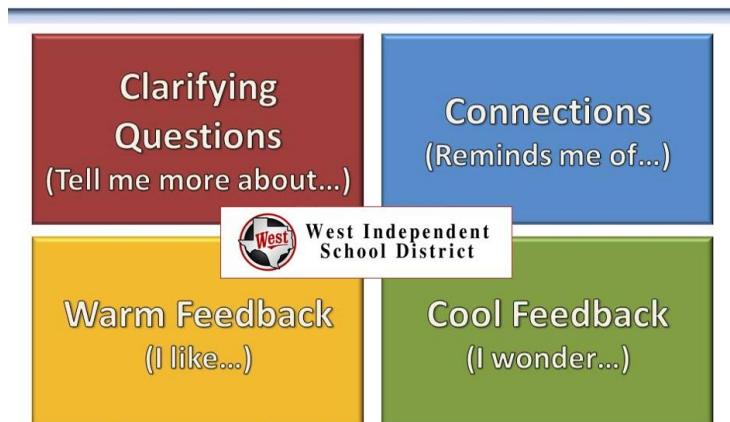 Clarifying
Questions
(Tell me more about...)
Connections
(Reminds me of...)
West
West Independent
School District
Warm Feedback
(I like...)
Cool Feedback
(I wonder...)